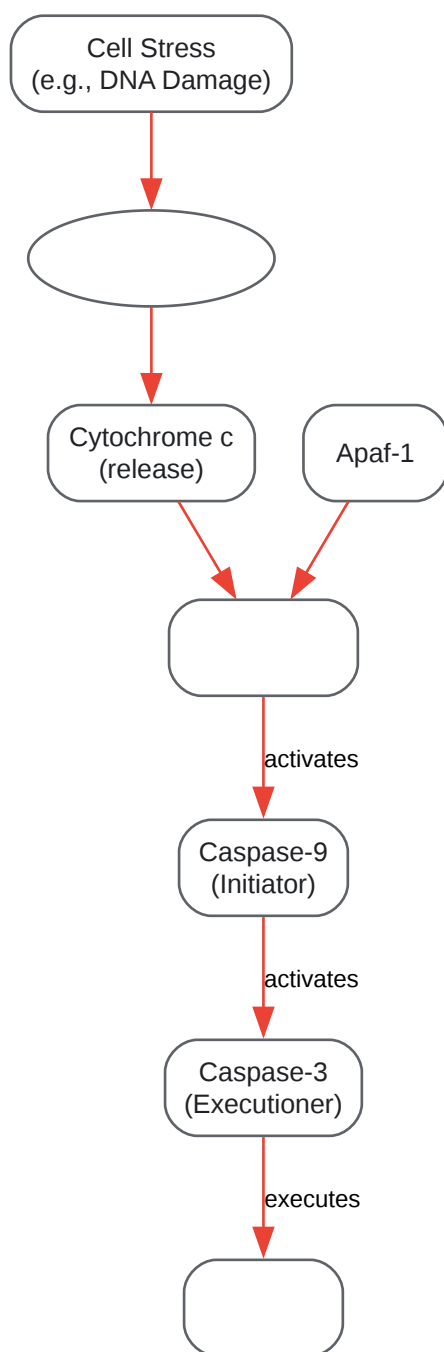 Cell Stress
(e.g., DNA Damage)
Cytochrome c
(release)
Apaf-1
activates
Caspase-9
(Initiator)
activates
Caspase-3
(Executioner)
executes